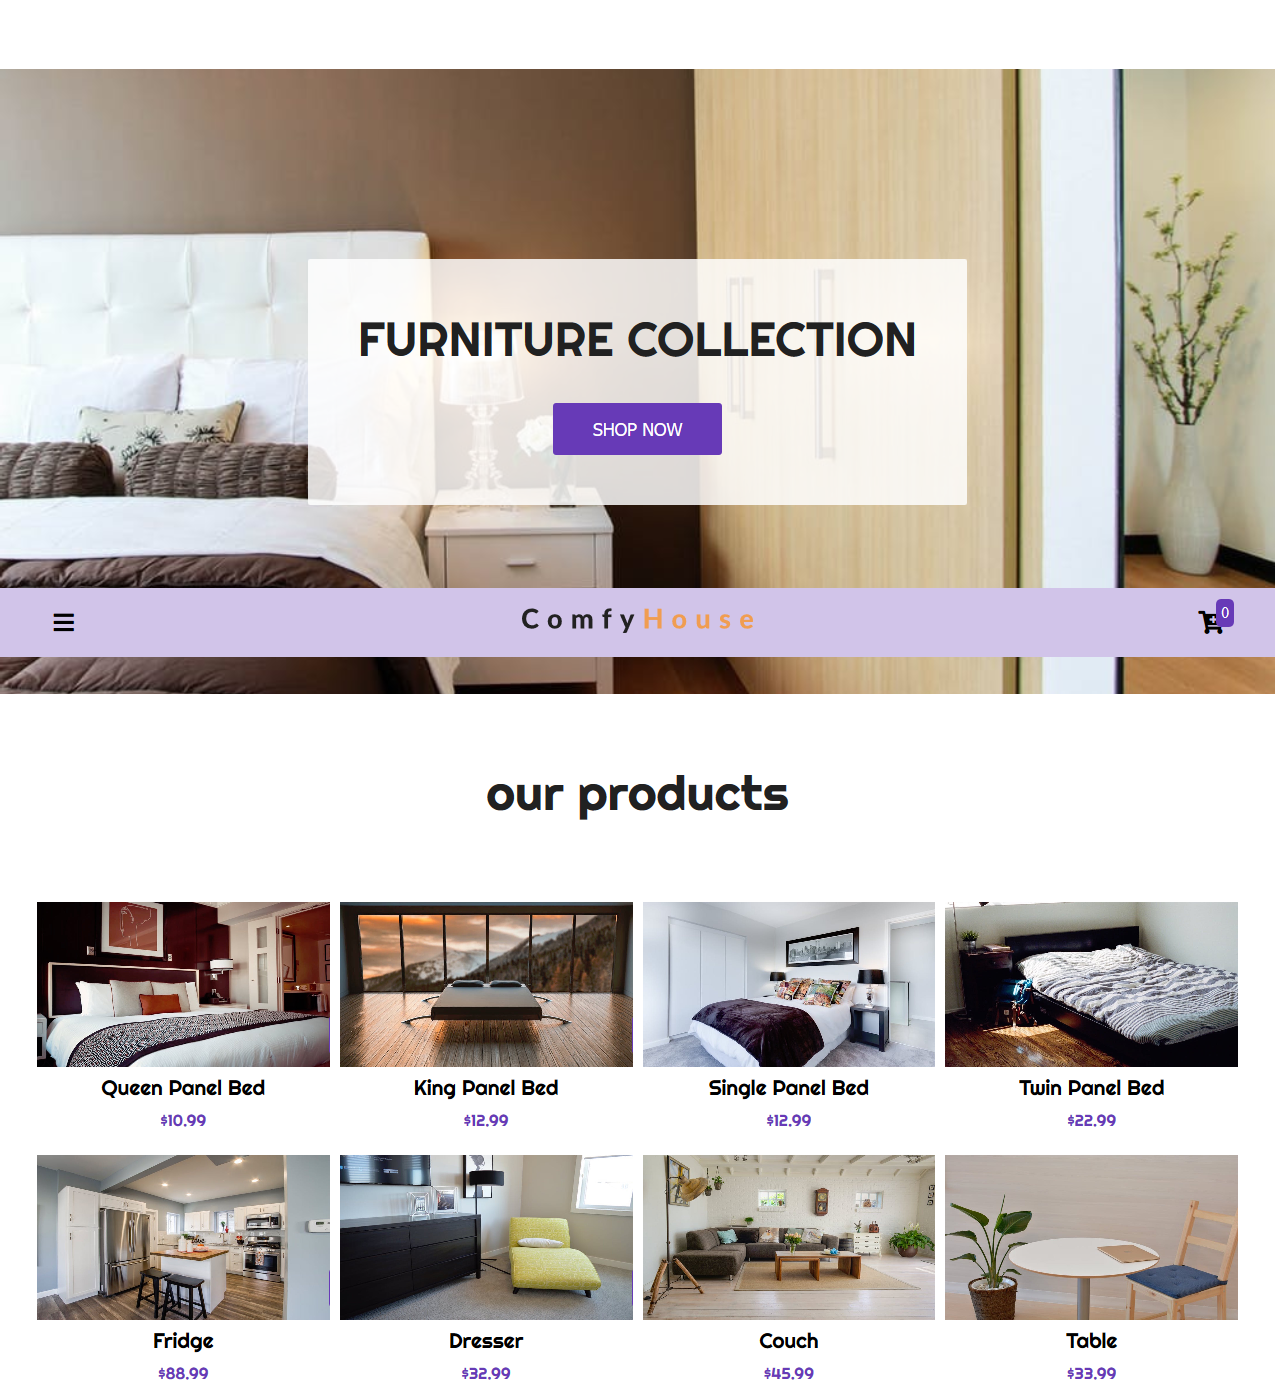 FURNITURE COLLECTION
SHOP NOW
ComfyHouse
0
our products
Queen Panel Bed
King Panel Bed
Single Panel Bed
Twin Panel Bed
$10.99
$12.99
$12.99
$22.99
Fridge
Dresser
Couch
Table
$88.99
$32.99
$45.99
$33.99